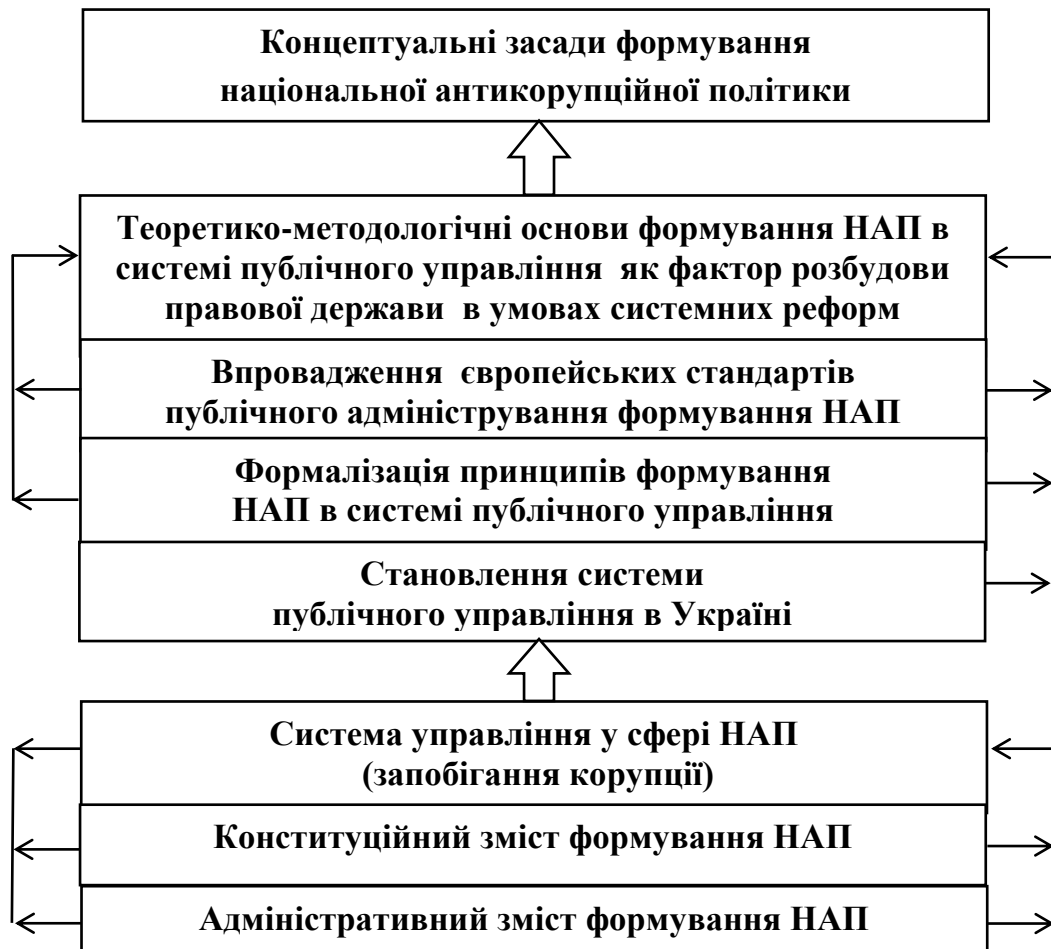 Концептуальні засади формування
національної антикорупційної політики
Теоретико-методологічні основи формування НАП в
системі публічного управління як фактор розбудови
правової держави в умовах системних реформ
Впровадження європейських стандартів
публічного адміністрування формування НАП
Формалізація принципів формування
НАП в системі публічного управління
Становлення системи
публічного управління в Україні
Система управління у сфері НАП
(запобігання корупції)
Конституційний зміст формування НАП
Адміністративний зміст формування НАП